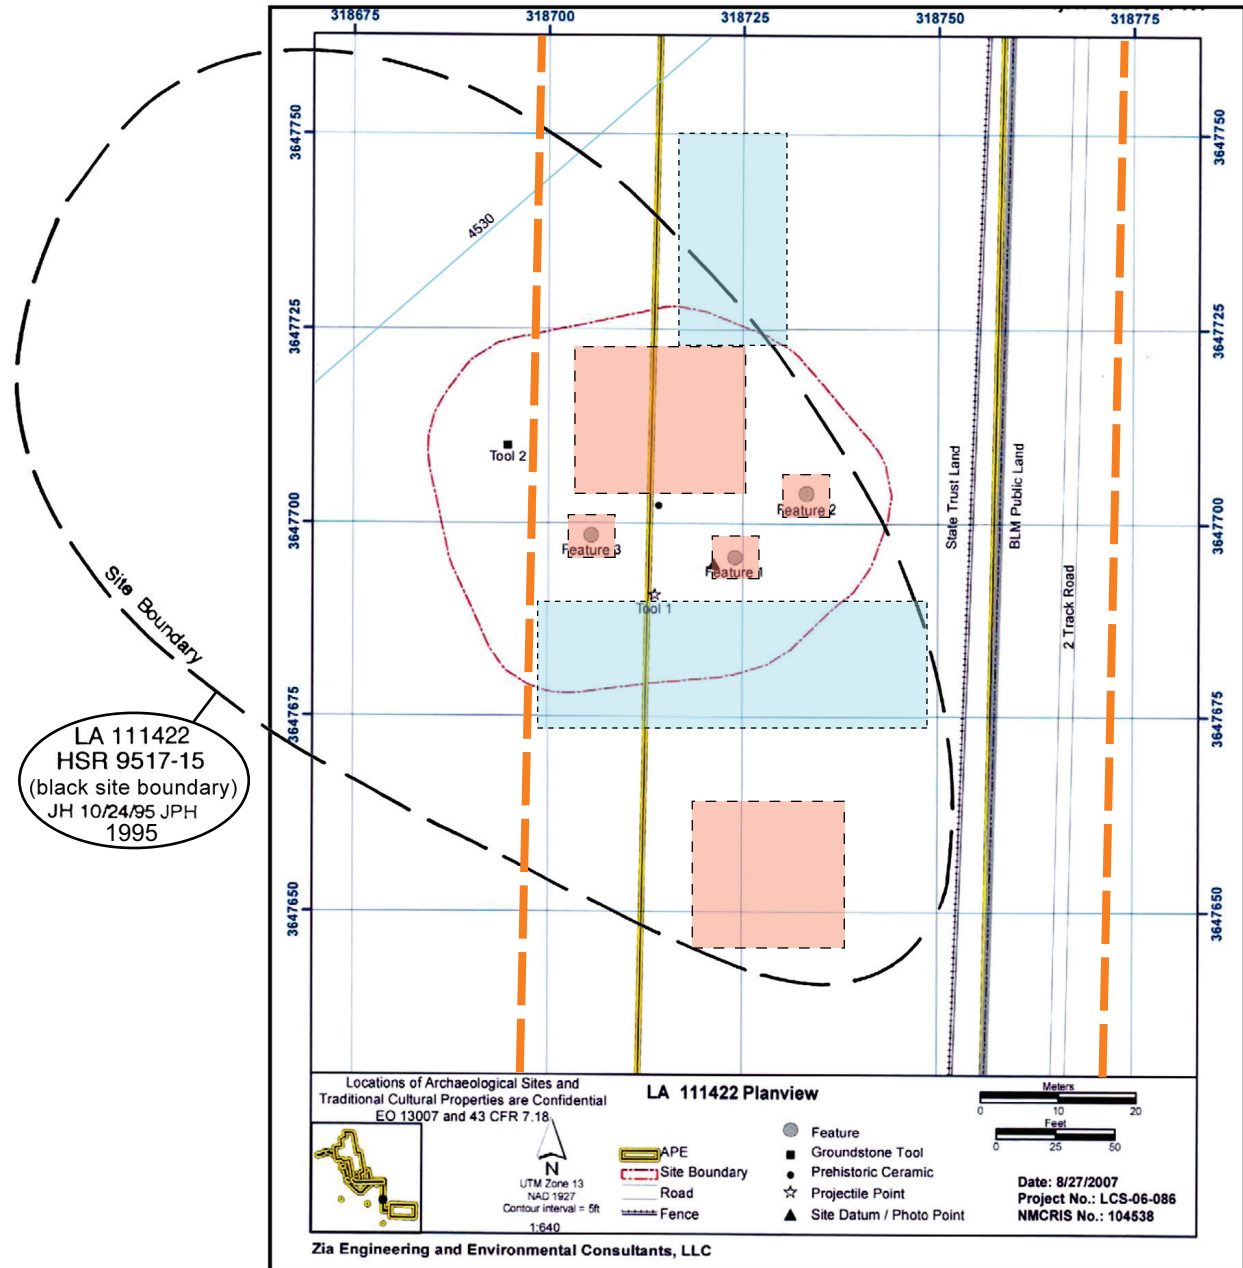 318675
318700
318725
318750
318775
3647750
3647750
4530
3647725
3647725
Tool 2
Feature 2
3647700
3647700
Feature 3
Feature 1
Tool 1
State Trust Land
BLM Public Land
2 Track Road
Site Boundary
3647675
3647675
LA 111422
HSR 9517-15
(black site boundary)
JH 10/24/95 JPH
1995
3647650
3647650
Locations of Archaeological Sites and
Traditional Cultural Properties are Confidential
EO 13007 and 43 CFR 7.18
LA 111422 Planview
Meters
0 10 20
Feet
0 25 50
N
UTM Zone 13
NAD 1927
Contour interval = 5ft
1:640
APE
Site Boundary
Road
Fence
Feature
Groundstone Tool
Prehistoric Ceramic
Projectile Point
Site Datum / Photo Point
Date: 8/27/2007
Project No.: LCS-06-086
NMCRIS No.: 104538
Zia Engineering and Environmental Consultants, LLC